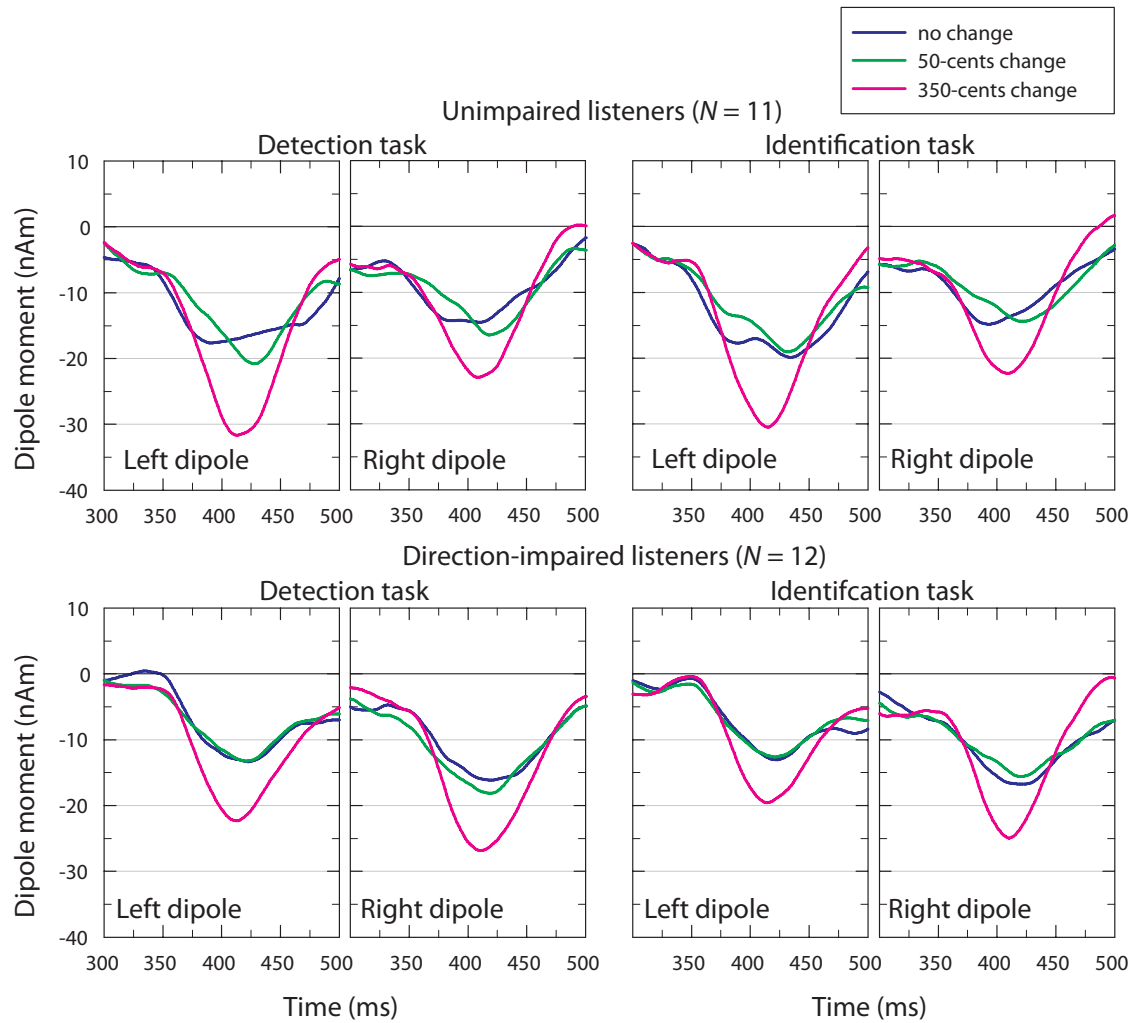 no change
50-cents change
350-cents change
Unimpaired listeners (N = 11)
Detection task
Identification task
Dipole moment (nAm)
10
0
-10
-20
-30
-40
Left dipole
Right dipole
Left dipole
Right dipole
300 350 400 450 500 350 400 450 500 350 400 450 500 350 400 450 500
Direction-impaired listeners (N = 12)
Detection task
Identifcation task
Dipole moment (nAm)
10
0
-10
-20
-30
-40
Left dipole
Right dipole
Left dipole
Right dipole
300 350 400 450 500 350 400 450 500 350 400 450 500 350 400 450 500
Time (ms)
Time (ms)